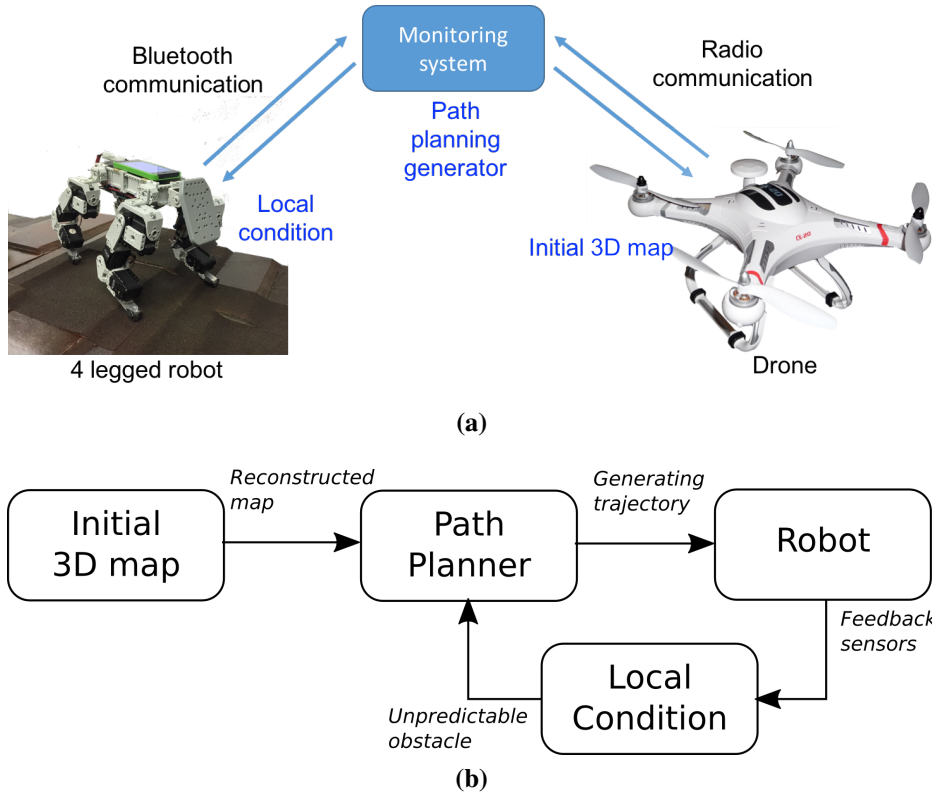 Bluetooth
communication
Monitoring
system
Radio
communication
Path
planning
generator
Local
condition
Initial 3D map
4 legged robot
Drone
(a)
Reconstructed
map
Generating
trajectory
Initial
3D map
Path
Planner
Robot
Feedback
sensors
Local
Condition
Unpredictable
obstacle
(b)